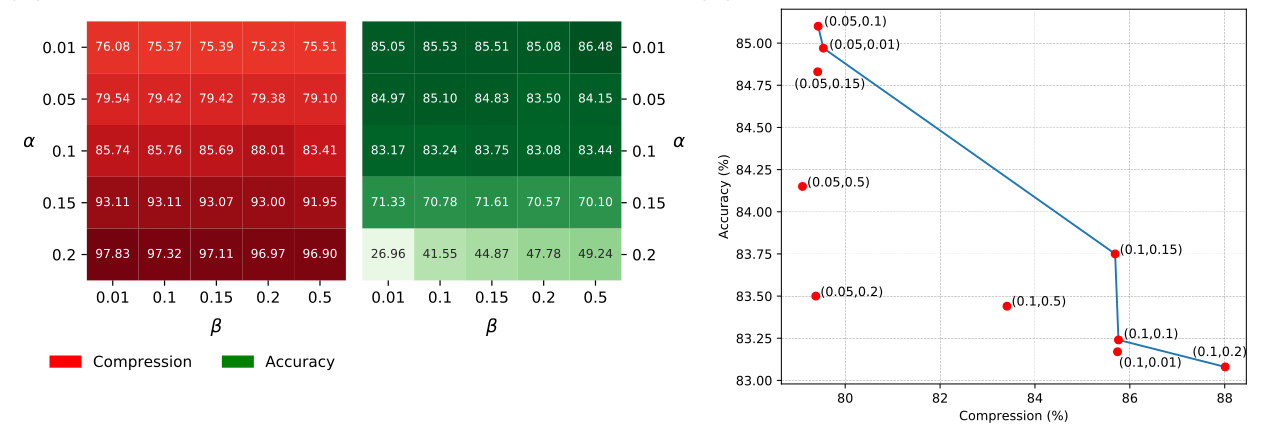 0.01 76.08 75.37 75.39 75.23 75.51 85.05 85.53 85.51 85.08 86.48 0.01
0.05 79.54 79.42 79.42 79.38 79.10 84.97 85.10 84.83 83.50 84.15 0.05
α 0.1 85.74 85.76 85.69 88.01 83.41 83.17 83.24 83.75 83.08 83.44 0.1 α
0.15 93.11 93.11 93.07 93.00 91.95 71.33 70.78 71.61 70.57 70.10 0.15
0.2 97.83 97.32 97.11 96.97 96.90 26.96 41.55 44.87 47.78 49.24 0.2
0.01 0.1 0.15 0.2 0.5 0.01 0.1 0.15 0.2 0.5
β β
Compression Accuracy
Accuracy (%)
85.00
84.75
84.50
84.25
84.00
83.75
83.50
83.25
83.00
(0.05,0.1)
(0.05,0.01)
(0.05,0.15)
(0.05,0.5)
(0.1,0.15)
(0.05,0.2)
(0.1,0.5)
(0.1,0.1)
(0.1,0.2)
(0.1,0.01)
80 82 84 86 88
Compression (%)